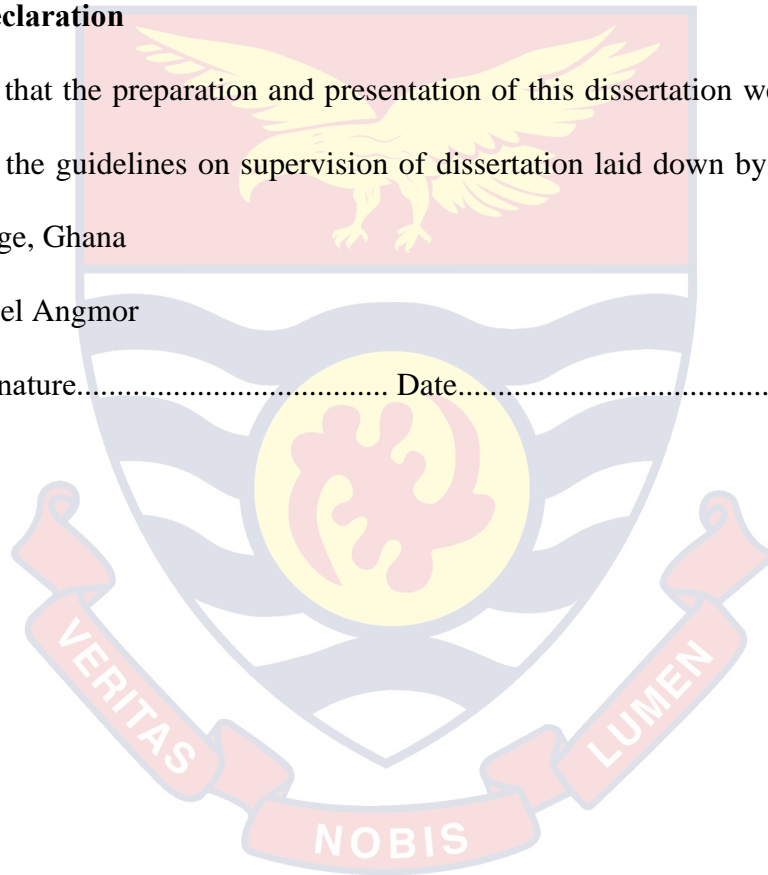 eclaration
that the preparation and presentation of this dissertation we
the guidelines on supervision of dissertation laid down by
ge, Ghana
el Angmor
nature.................................... Date....................................
VERITAS
NOBIS
LUMEN